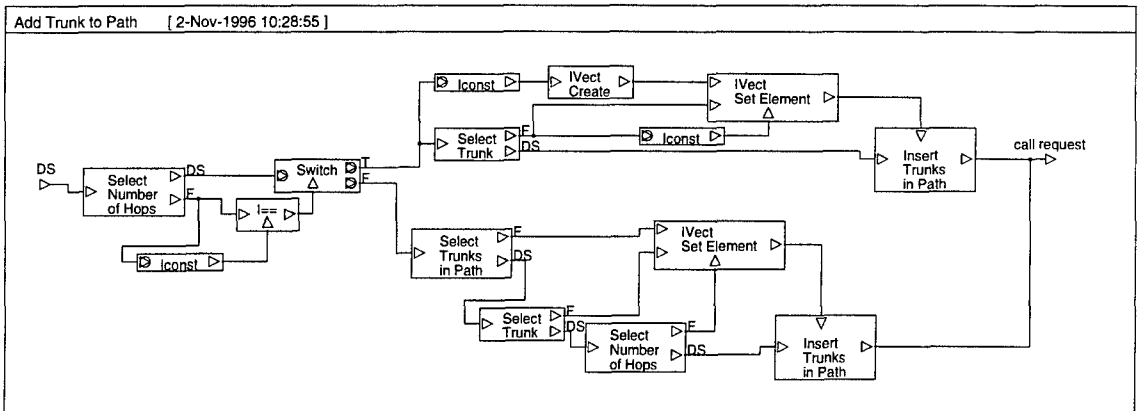 Add Trunk to Path [ 2-Nov-1996 10:28:55 ]
Iconst
IVect
Create
IVect
Set Element
Select
Trunk
F
DS
Iconst
Insert
Trunks
in Path
call request
DS
Select
Number
of Hops
DS
F
Switch
T
F
I==
Iconst
Select
Trunks
in Path
F
DS
IVect
Set Element
Select
Trunk
F
DS
Select
Number
of Hops
F
DS
Insert
Trunks
in Path